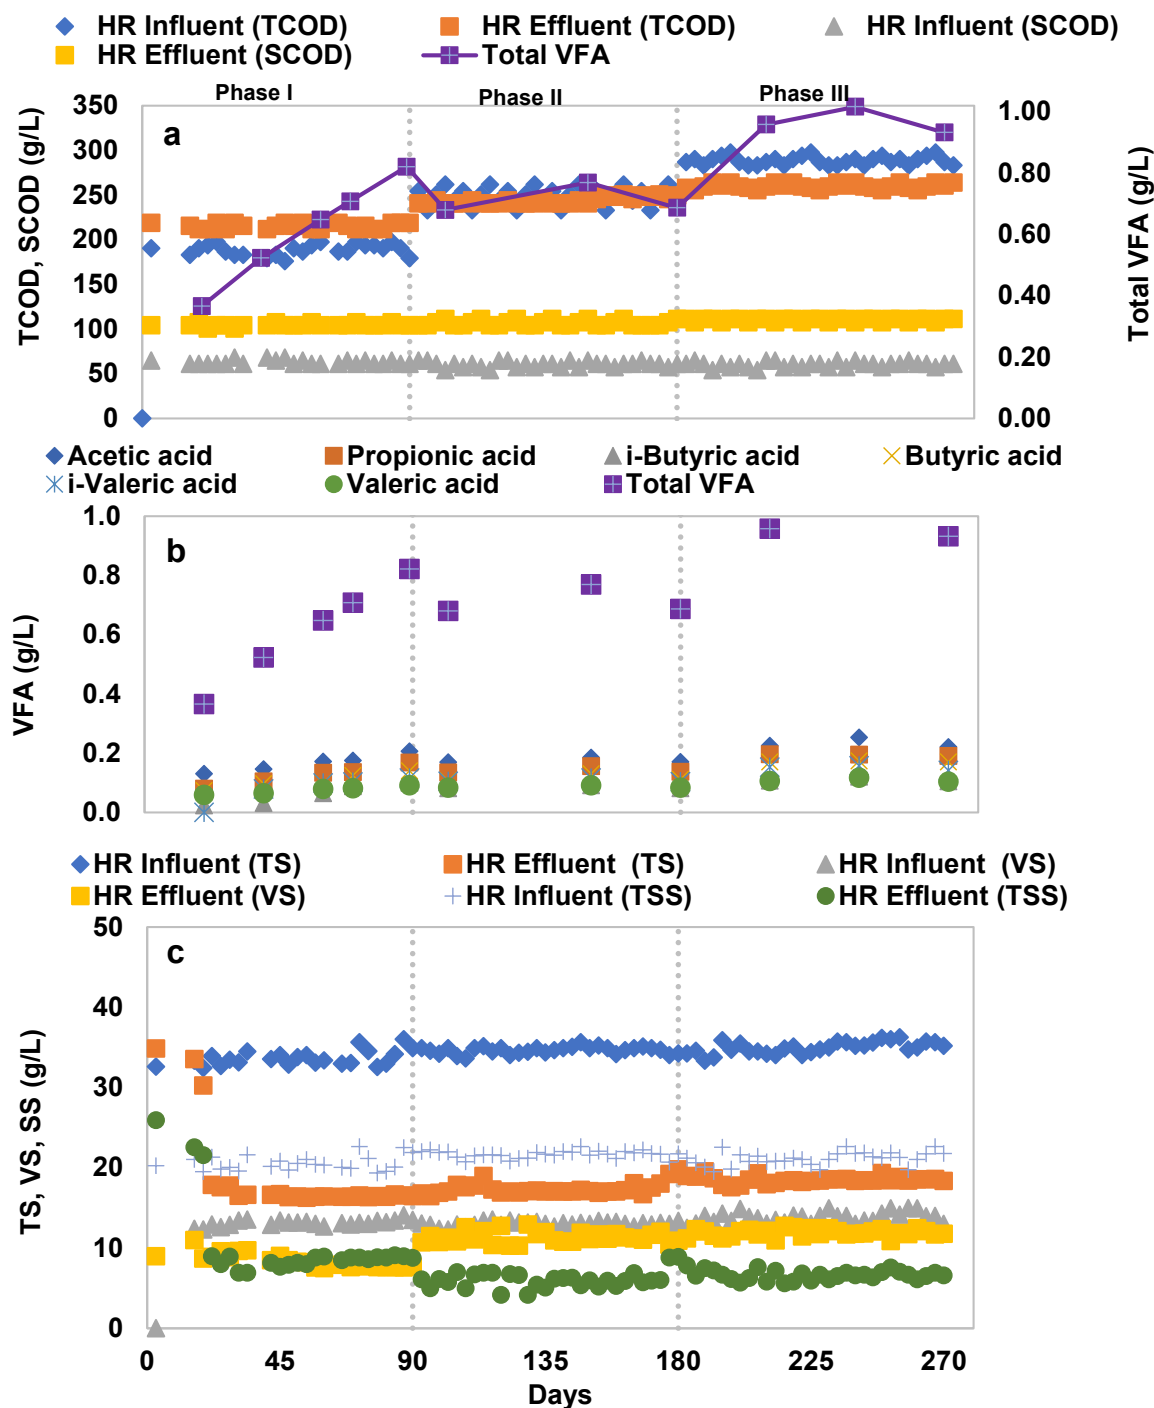 HR Influent (TCOD) HR Effluent (TCOD) HR Influent (SCOD)
HR Effluent (SCOD) Total VFA
Phase I Phase II Phase III
a
TCOD, SCOD (g/L)
350
300
250
200
150
100
50
0
Total VFA (g/L)
1.00
0.80
0.60
0.40
0.20
0.00
Acetic acid Propionic acid i-Butyric acid Butyric acid
i-Valeric acid Valeric acid Total VFA
b
VFA (g/L)
1.0
0.8
0.6
0.4
0.2
0.0
HR Influent (TS) HR Effluent (TS) HR Influent (VS)
HR Effluent (VS) HR Influent (TSS) HR Effluent (TSS)
c
TS, VS, SS (g/L)
50
40
30
20
10
0
0 45 90 135 180 225 270
Days